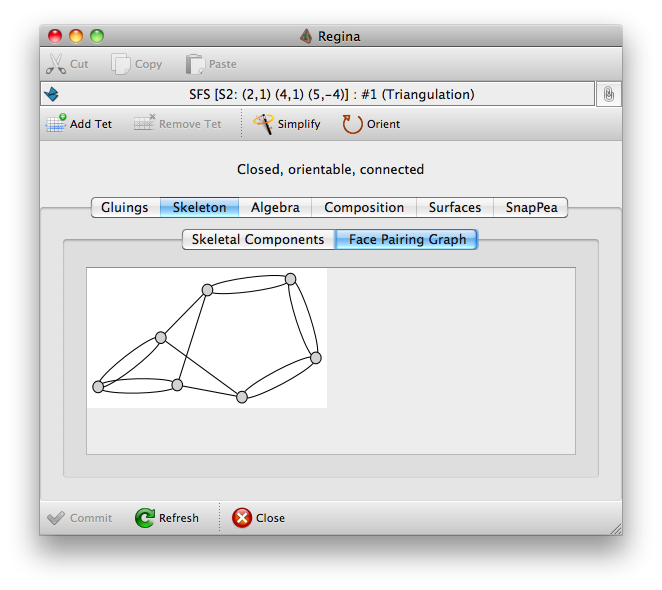 Regina
Cut Copy Paste
SFS [S2: (2,1) (4,1) (5,-4)] : #1 (Triangulation)
Add Tet Remove Tet Simplify Orient
Closed, orientable, connected
Gluings Skeleton Algebra Composition Surfaces SnapPea
Skeletal Components Face Pairing Graph
Commit Refresh Close